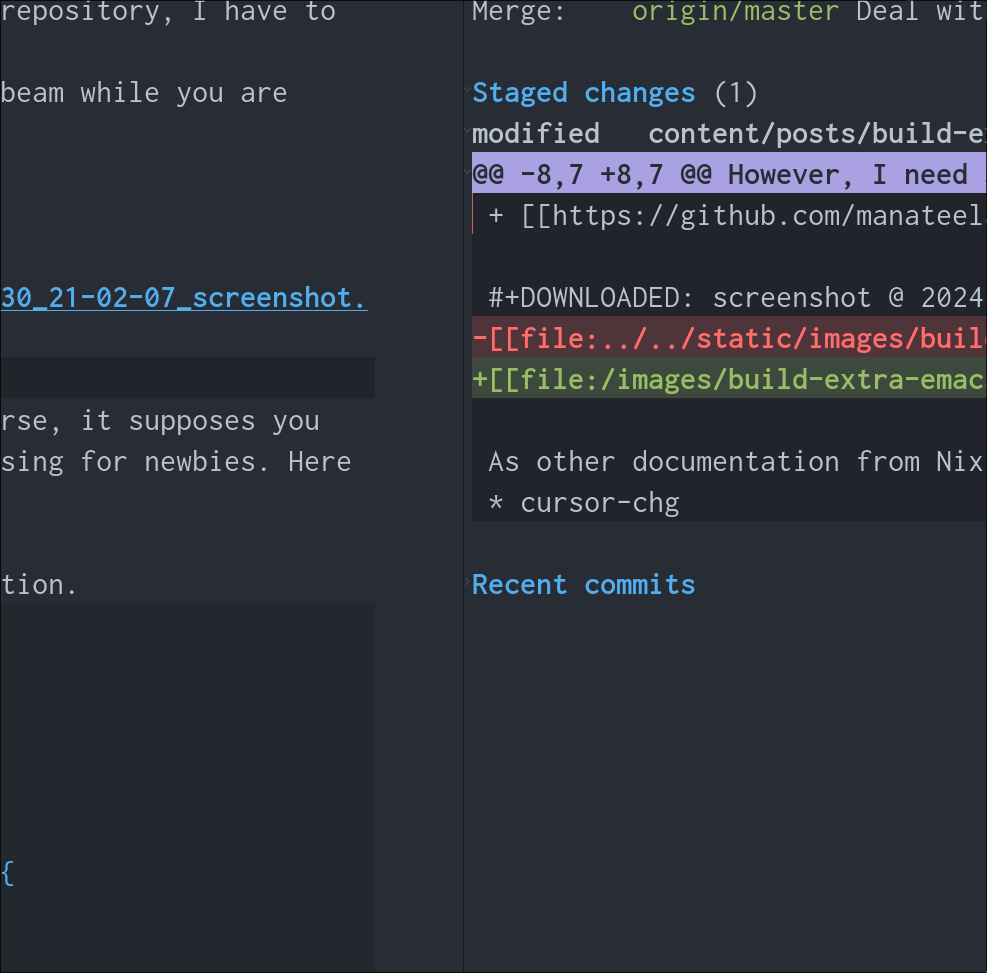 repository, I have to
beam while you are
30_21-02-07_screenshot.
rse, it supposes you
sing for newbies. Here
tion.
{
Merge:    origin/master Deal wit
Staged changes (1)
modified   content/posts/build-e
@@ -8,7 +8,7 @@ However, I need
+ [[https://github.com/manateel
#+DOWNLOADED: screenshot @ 2024
-[[file:../../static/images/buil
+[[file:/images/build-extra-emac
As other documentation from Nix
* cursor-chg
Recent commits